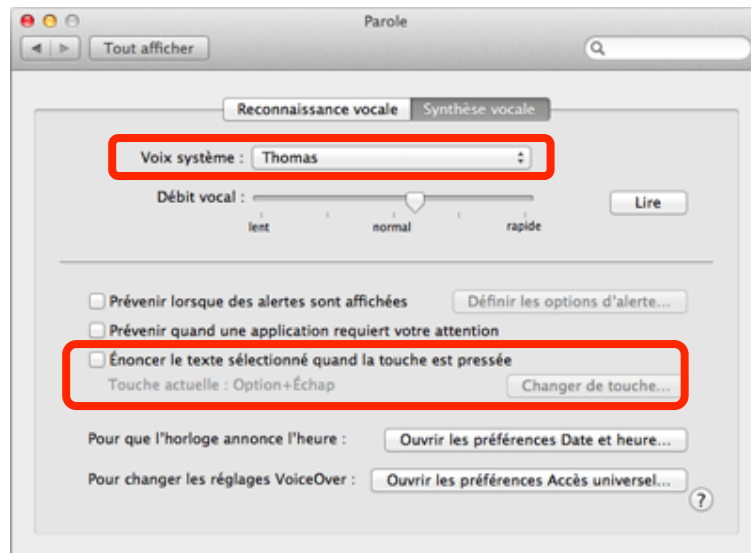 Parole
Tout afficher
Reconnaissance vocale Synthèse vocale
Voix système : Thomas
Débit vocal : Lire
lent normal rapide
Prévenir lorsque des alertes sont affichées Définir les options d'alerte...
Prévenir quand une application requiert votre attention
Énoncer le texte sélectionné quand la touche est pressée
Touche actuelle : Option+Échap Changer de touche...
Pour que l'horloge annonce l'heure : Ouvrir les préférences Date et heure...
Pour changer les réglages VoiceOver : Ouvrir les préférences Accès universel...
?